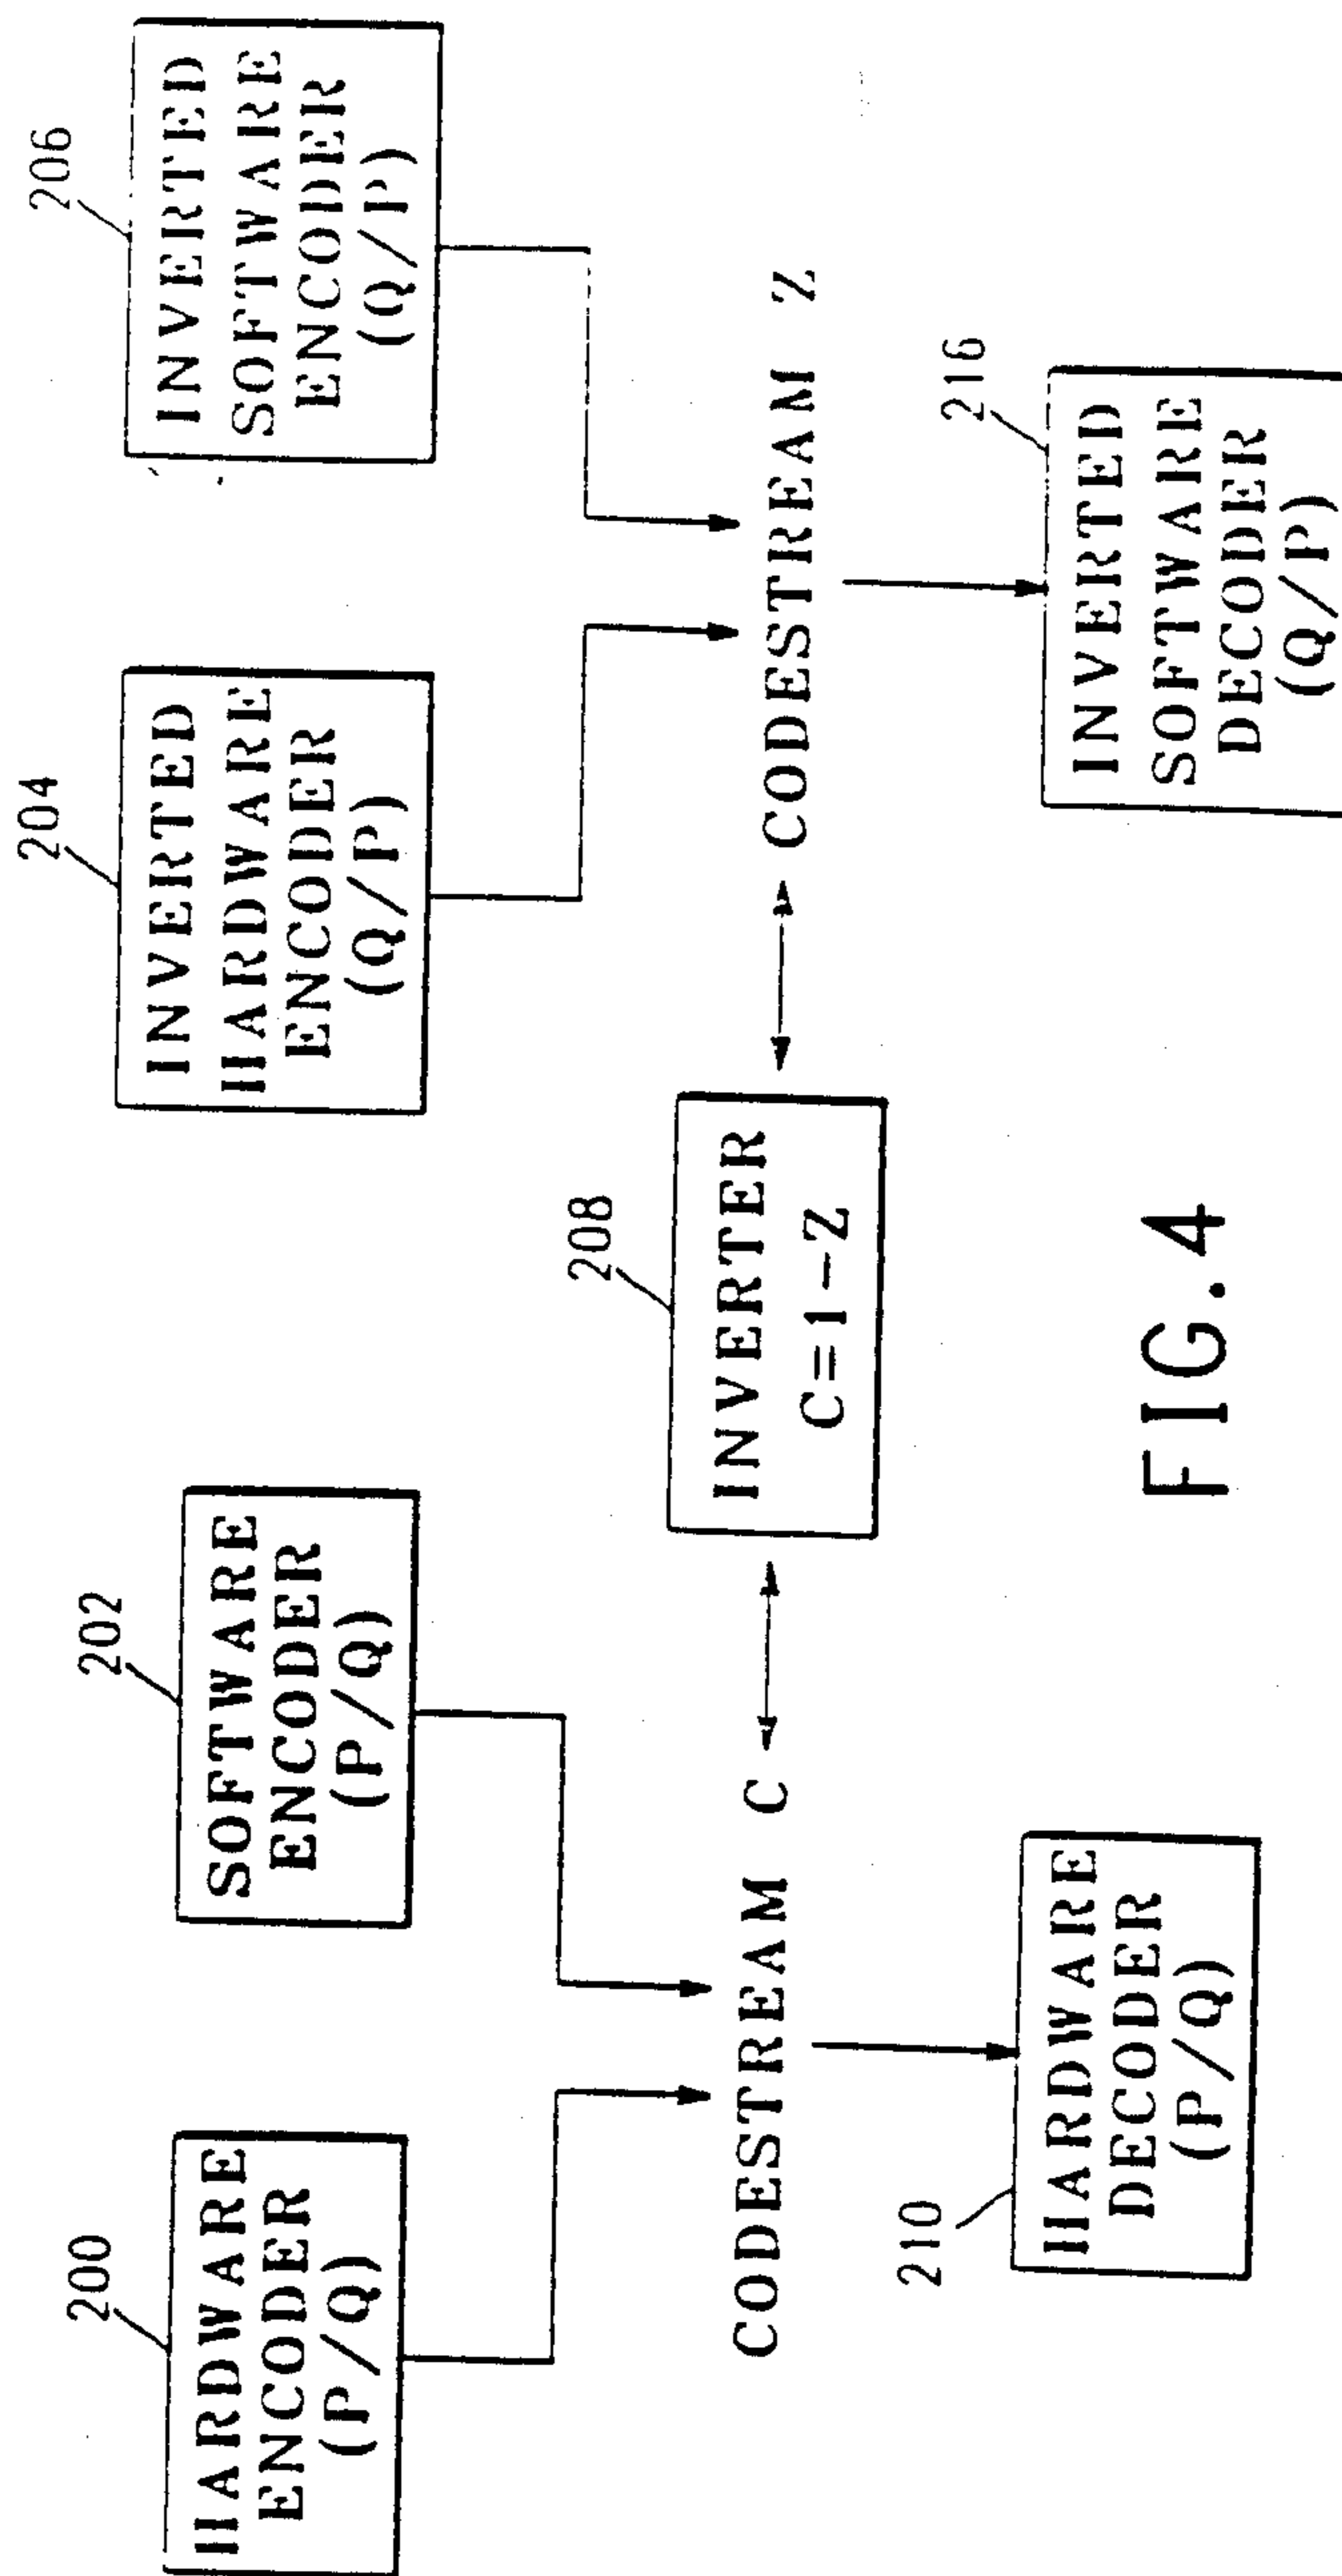 200
HARDWARE
ENCODER
(P/Q)
202
SOFTWARE
ENCODER
(P/Q)
204
INVERTED
HARDWARE
ENCODER
(Q/P)
206
INVERTED
SOFTWARE
ENCODER
(Q/P)
CODESTREAM C
208
INVERTER
C=1-Z
CODESTREAM Z
210
HARDWARE
DECODER
(P/Q)
216
INVERTED
SOFTWARE
DECODER
(Q/P)
FIG.4